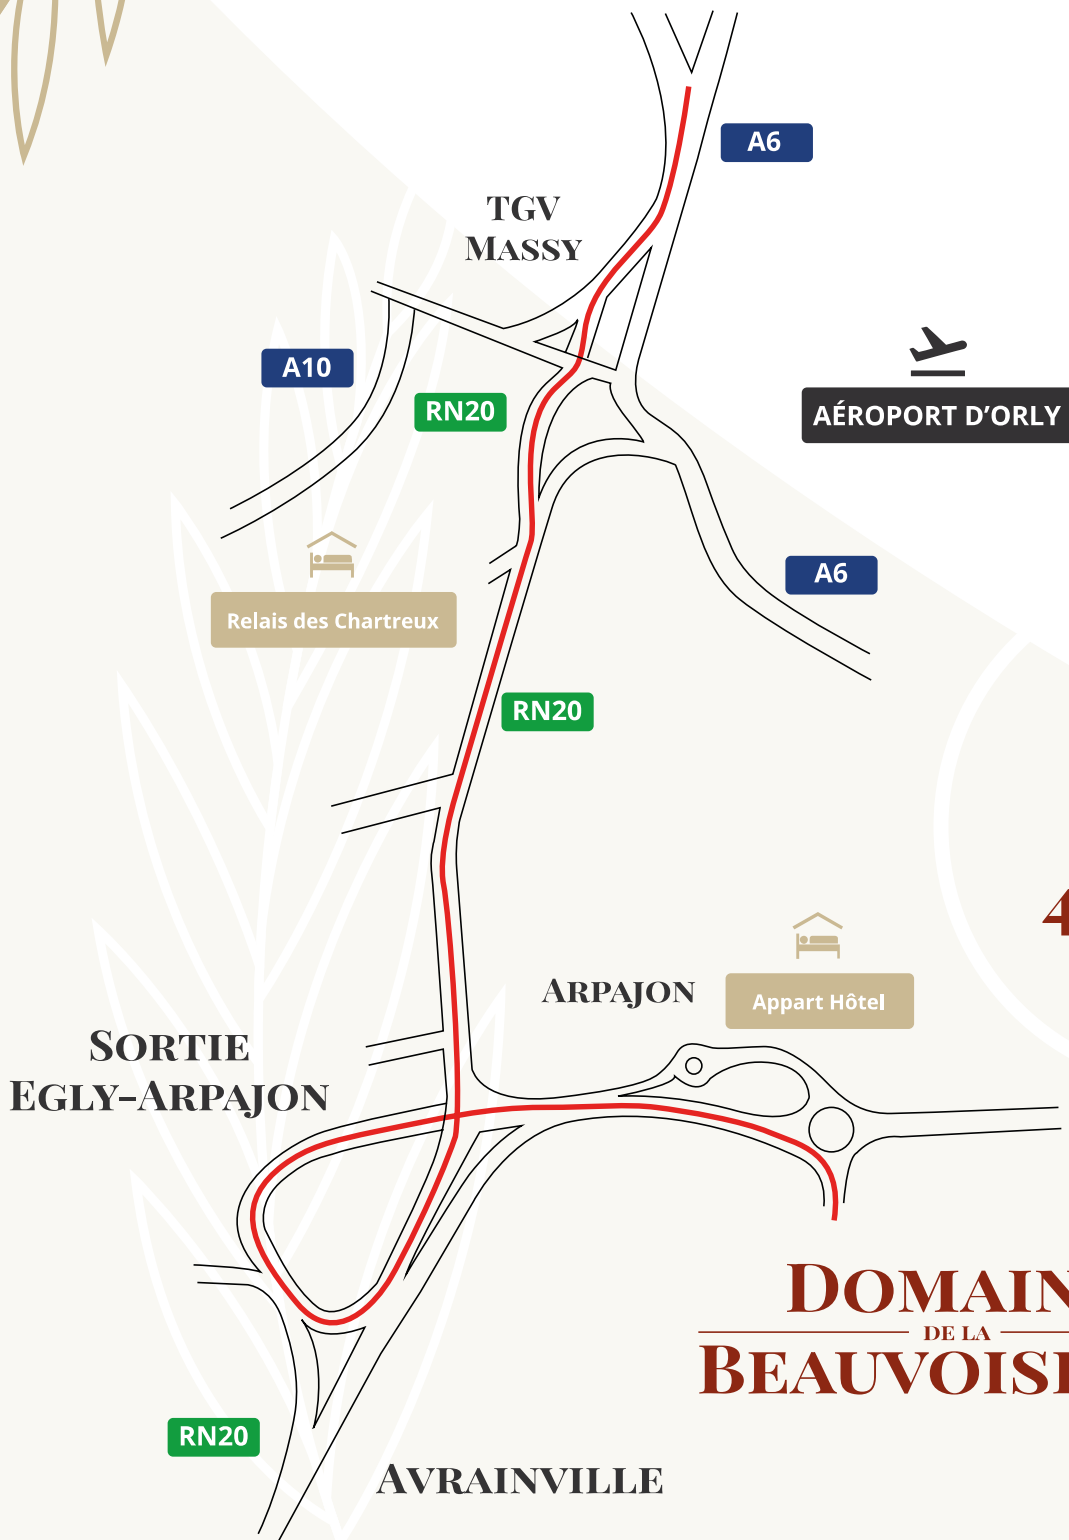 A6
TGV
Massy
A10
RN20
AÉROPORT D'ORLY
A6
Relais des Chartreux
RN20
4
Arpajon
Appart Hôtel
Sortie
Egly-Arpajon
Domain
DE LA
Beauvoisi
RN20
Avrainville